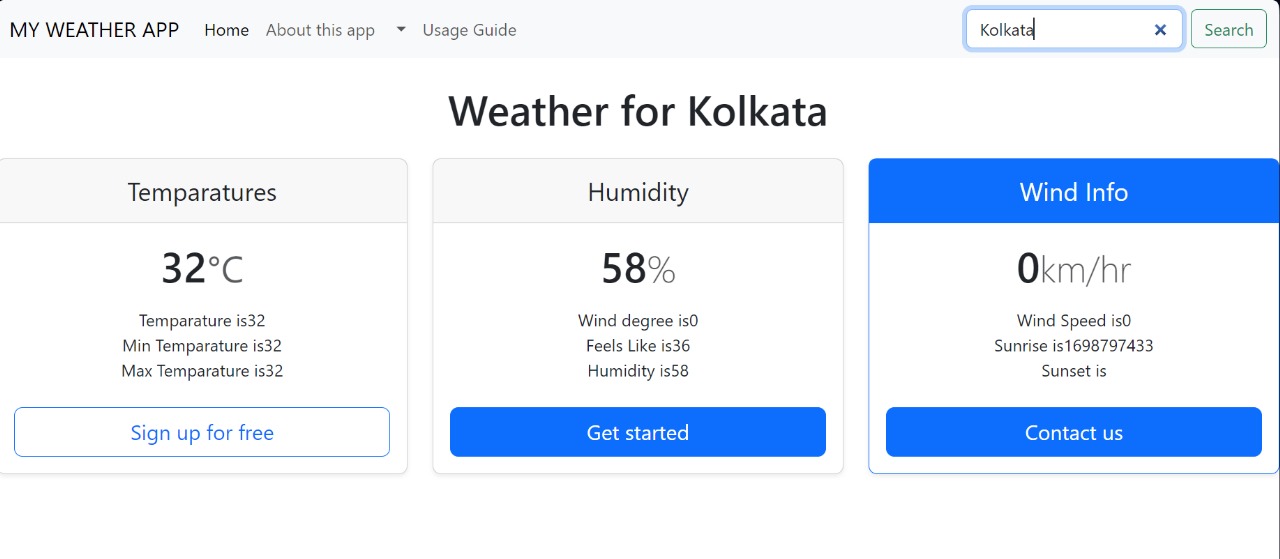 MY WEATHER APP Home About this app Usage Guide Kolkata Search
Weather for Kolkata
Temparatures
32°C
Temparature is32
Min Temparature is32
Max Temparature is32
Sign up for free
Humidity
58%
Wind degree is0
Feels Like is36
Humidity is58
Get started
Wind Info
0km/hr
Wind Speed is0
Sunrise is1698797433
Sunset is
Contact us